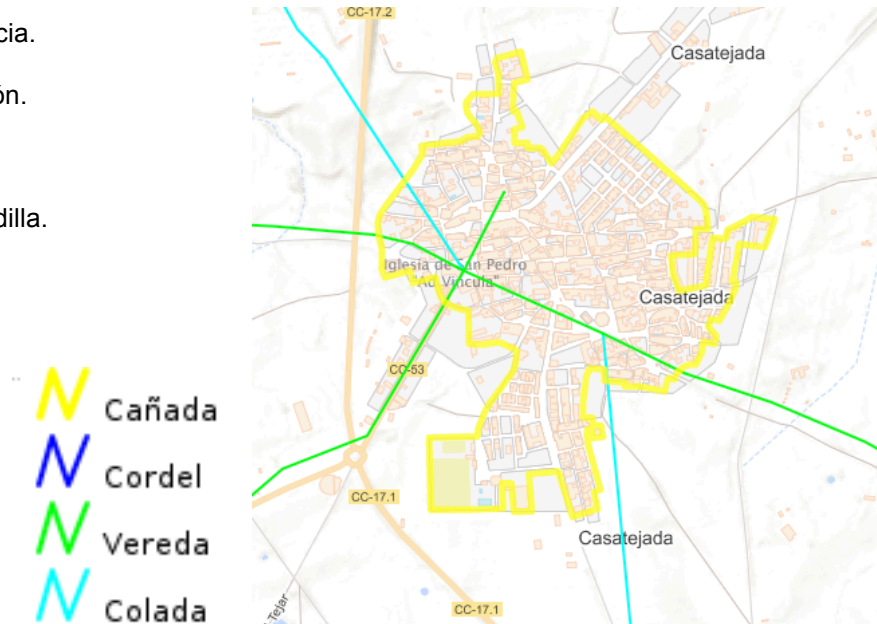 cia.
ón.
dilla.
Cañada
Cordel
Vereda
Colada
CC-17.2
Casatejada
Iglesia de San Pedro
"Ad Vincula"
Casatejada
CC-53
CC-17.1
Casatejada
CC-17.1
-Tejar